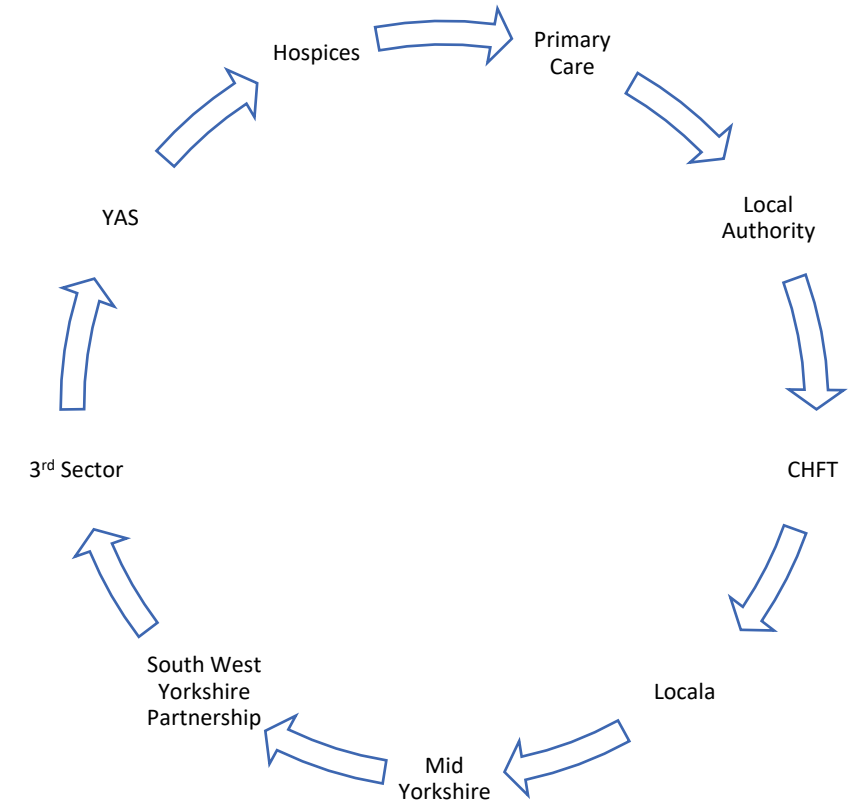 Hospices
Primary
Care
Local
Authority
CHFT
Locala
Mid
Yorkshire
South West
Yorkshire
Partnership
3rd Sector
YAS